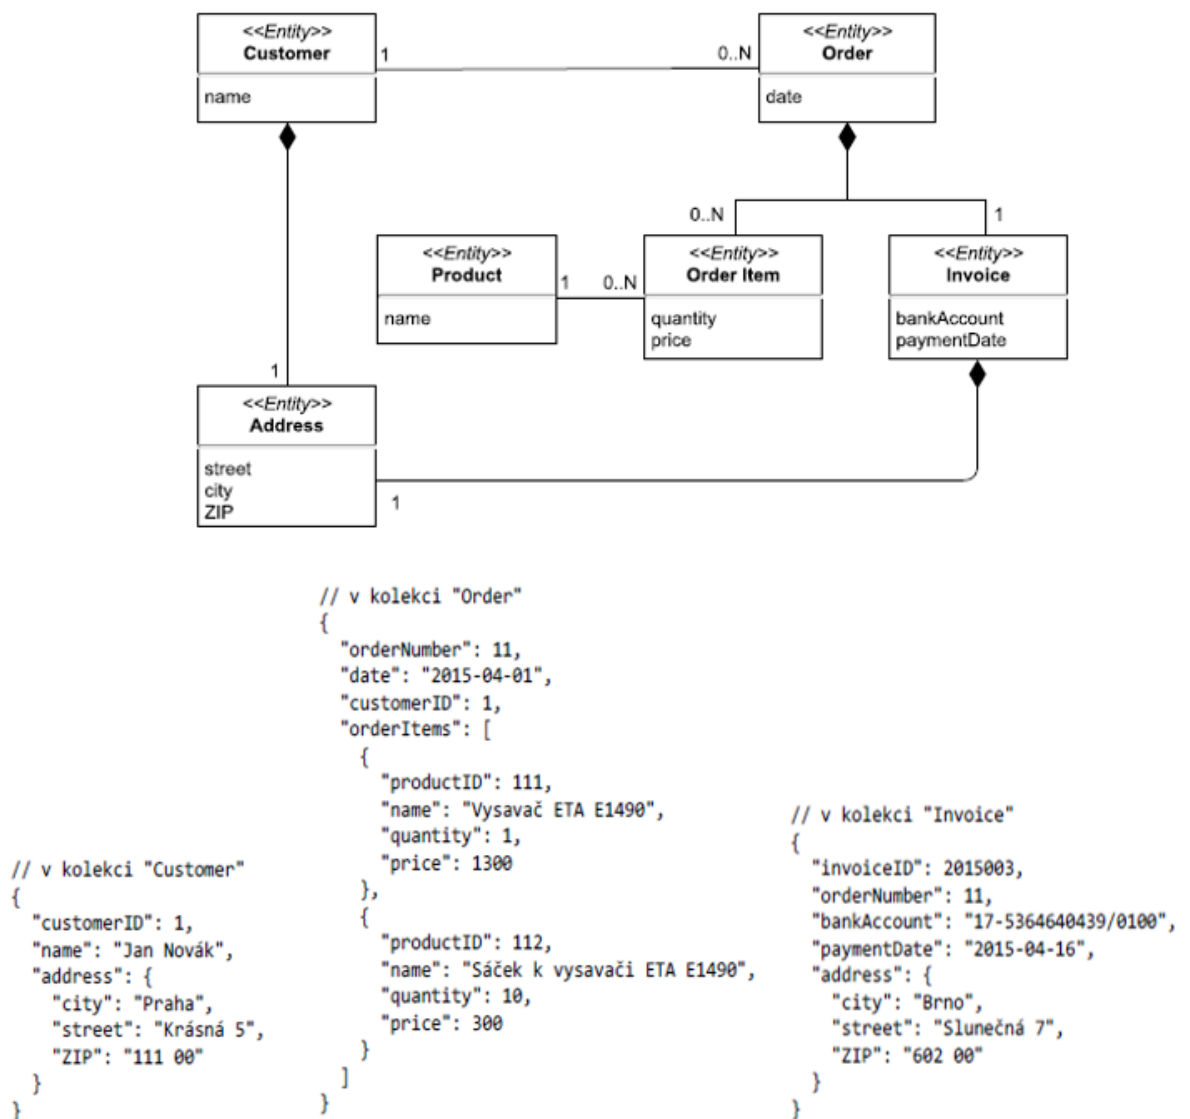 <<Entity>>
Customer
name
1
0..N
<<Entity>>
Order
date
0..N
1
<<Entity>>
Product
name
1
0..N
<<Entity>>
Order Item
quantity
price
<<Entity>>
Invoice
bankAccount
paymentDate
1
<<Entity>>
Address
street
city
ZIP
1
// v kolekci "Customer"
{
"customerID": 1,
"name": "Jan Novák",
"address": {
"city": "Praha",
"street": "Krásná 5",
"ZIP": "111 00"
}
}
// v kolekci "Order"
{
"orderNumber": 11,
"date": "2015-04-01",
"customerID": 1,
"orderItems": [
{
"productID": 111,
"name": "Vysavač ETA E1490",
"quantity": 1,
"price": 1300
},
{
"productID": 112,
"name": "Sáček k vysavači ETA E1490",
"quantity": 10,
"price": 300
}
]
}
// v kolekci "Invoice"
{
"invoiceID": 2015003,
"orderNumber": 11,
"bankAccount": "17-5364640439/0100",
"paymentDate": "2015-04-16",
"address": {
"city": "Brno",
"street": "Slunečná 7",
"ZIP": "602 00"
}
}